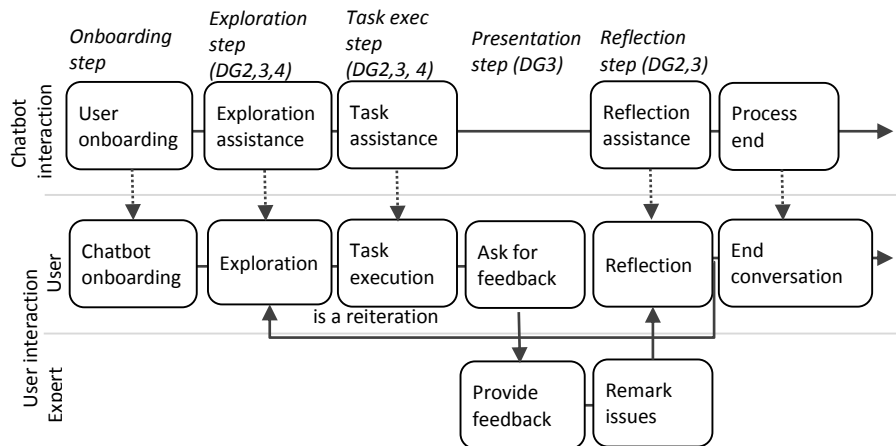 Onboarding
step
Exploration
step
(DG2,3,4)
Task exec
step
(DG2,3, 4)
Presentation
step (DG3)
Reflection
step (DG2,3)
Chatbot
interaction
User
onboarding
Exploration
assistance
Task
assistance
Reflection
assistance
Process
end
User interaction
User
Chatbot
onboarding
Exploration
Task
execution
Ask for
feedback
Reflection
End
conversation
is a reiteration
Expert
Provide
feedback
Remark
issues